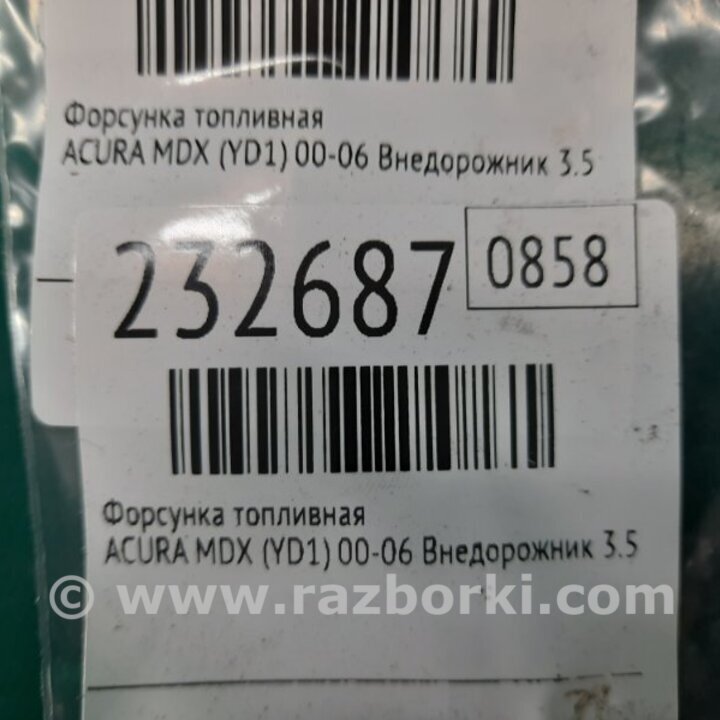 Форсунка топливная
ACURA MDX (YD1) 00-06 Внедорожник 3.5
232687 0858
Форсунка топливная
ACURA MDX (YD1) 00-06 Внедорожник 3.5
© www.razborki.com